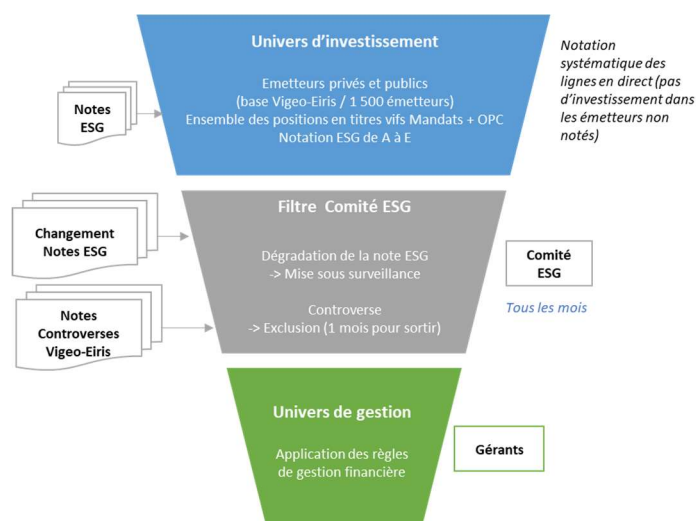 Univers d'investissement
Emetteurs privés et publics
(base Vigeo-Eiris / 1 500 émetteurs)
Ensemble des positions en titres vifs Mandats + OPC
Notation ESG de A à E
Notes
ESG
Notation
systématique des
lignes en direct (pas
d'investissement dans
les émetteurs non
notés)
Filtre Comité ESG
Dégradation de la note ESG
-> Mise sous surveillance
Controverse
-> Exclusion (1 mois pour sortir)
Changement
Notes ESG
Notes
Controverses
Vigeo-Eiris
Comité
ESG
Tous les mois
Univers de gestion
Application des règles
de gestion financière
Gérants